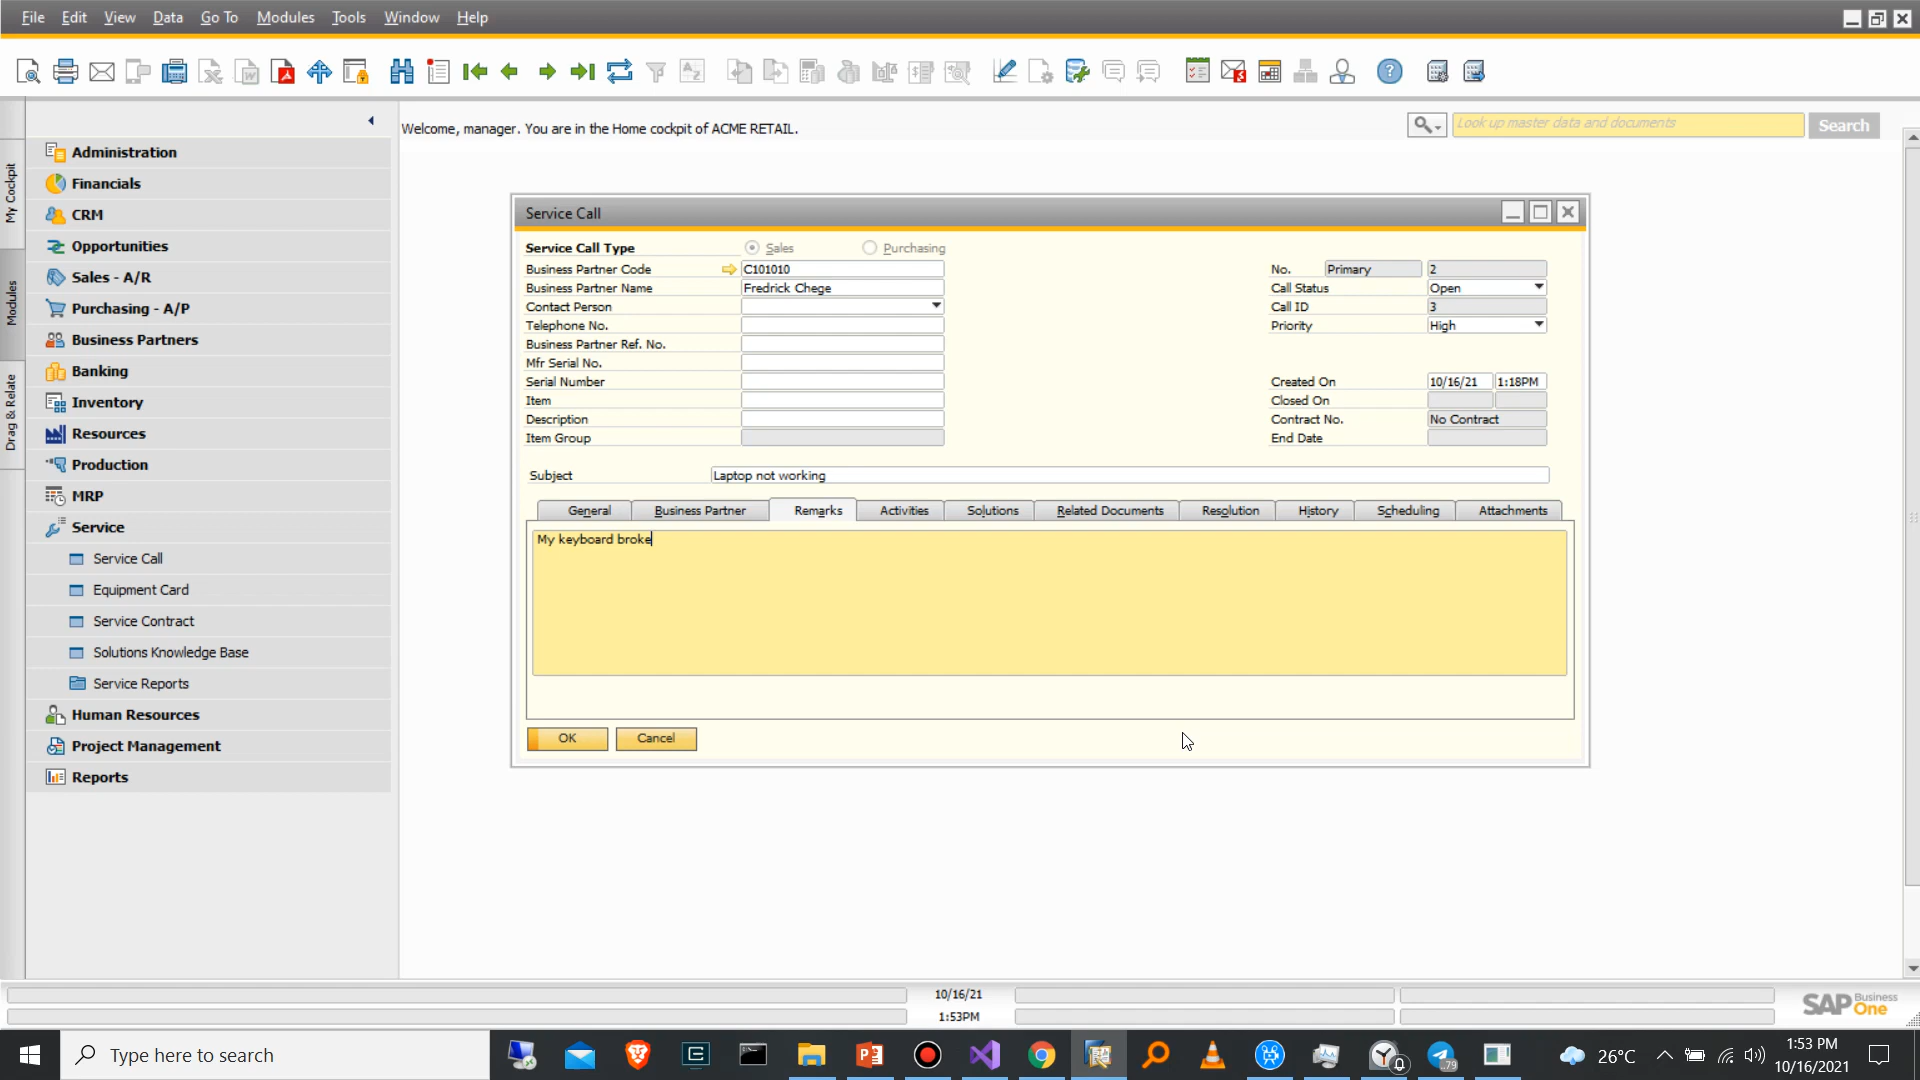 File Edit View Data Go To Modules Tools Window Help
Welcome, manager. You are in the Home cockpit of ACME RETAIL.
Look up master data and documents
Search
My Cockpit
Modules
Drag & Relate
Administration
Financials
CRM
Opportunities
Sales - A/R
Purchasing - A/P
Business Partners
Banking
Inventory
Resources
Production
MRP
Service
Service Call
Equipment Card
Service Contract
Solutions Knowledge Base
Service Reports
Human Resources
Project Management
Reports
Service Call
Service Call Type Sales Purchasing
Business Partner Code C101010
Business Partner Name Fredrick Chege
Contact Person
Telephone No.
Business Partner Ref. No.
Mfr Serial No.
Serial Number
Item
Description
Item Group
No. Primary 2
Call Status Open
Call ID 3
Priority High
Created On 10/16/21 1:18PM
Closed On
Contract No. No Contract
End Date
Subject Laptop not working
General Business Partner Remarks Activities Solutions Related Documents Resolution History Scheduling Attachments
My keyboard broke
OK Cancel
10/16/21
1:53PM
SAP Business One
Type here to search
79
26°C
1:53 PM
10/16/2021